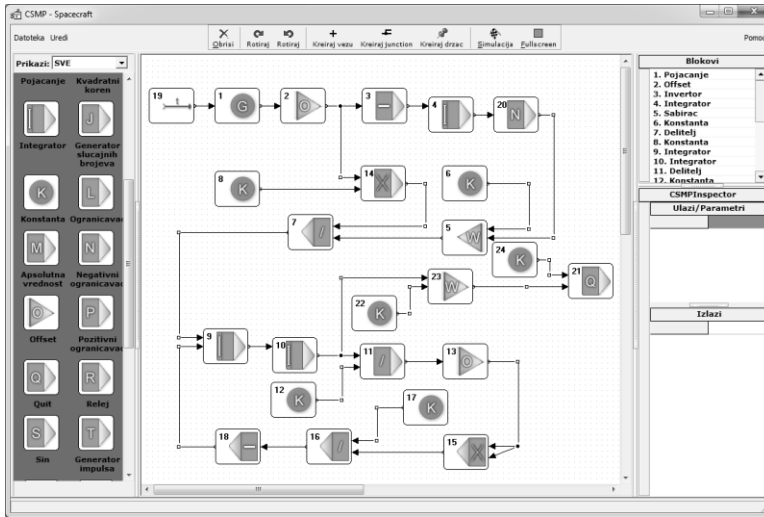 CSMP - Spacecraft
Datoteka Uredi
Obrisi
Rotiraj
Rotiraj
Kreiraj vezu
Kreiraj junction
Kreiraj drzac
Simulacija
Fullscreen
Pomoc
Prikazi: SVE
Pojacanje
Kvadratni
koren
Integrator
J
Generator
slucajnih
brojeva
K
Konstanta
L
Ogranicavac
M
Apsolutna
vrednost
N
Negativni
ogranicavac
O
Offset
P
Pozitivni
ogranicavac
Q
Quit
R
Relej
S
Sin
T
Generator
impulsa
19
t
1
G
2
O
3
4
20
N
8
K
14
X
6
K
7
/
5
W
24
K
21
Q
23
W
22
K
9
10
11
/
13
O
12
K
17
K
18
16
/
15
X
Blokovi
1. Pojacanje
2. Offset
3. Invertor
4. Integrator
5. Sabirac
6. Konstanta
7. Delitelj
8. Konstanta
9. Integrator
10. Integrator
11. Delitelj
12. Konstanta
CSMPInspector
Ulazi/Parametri
Izlazi